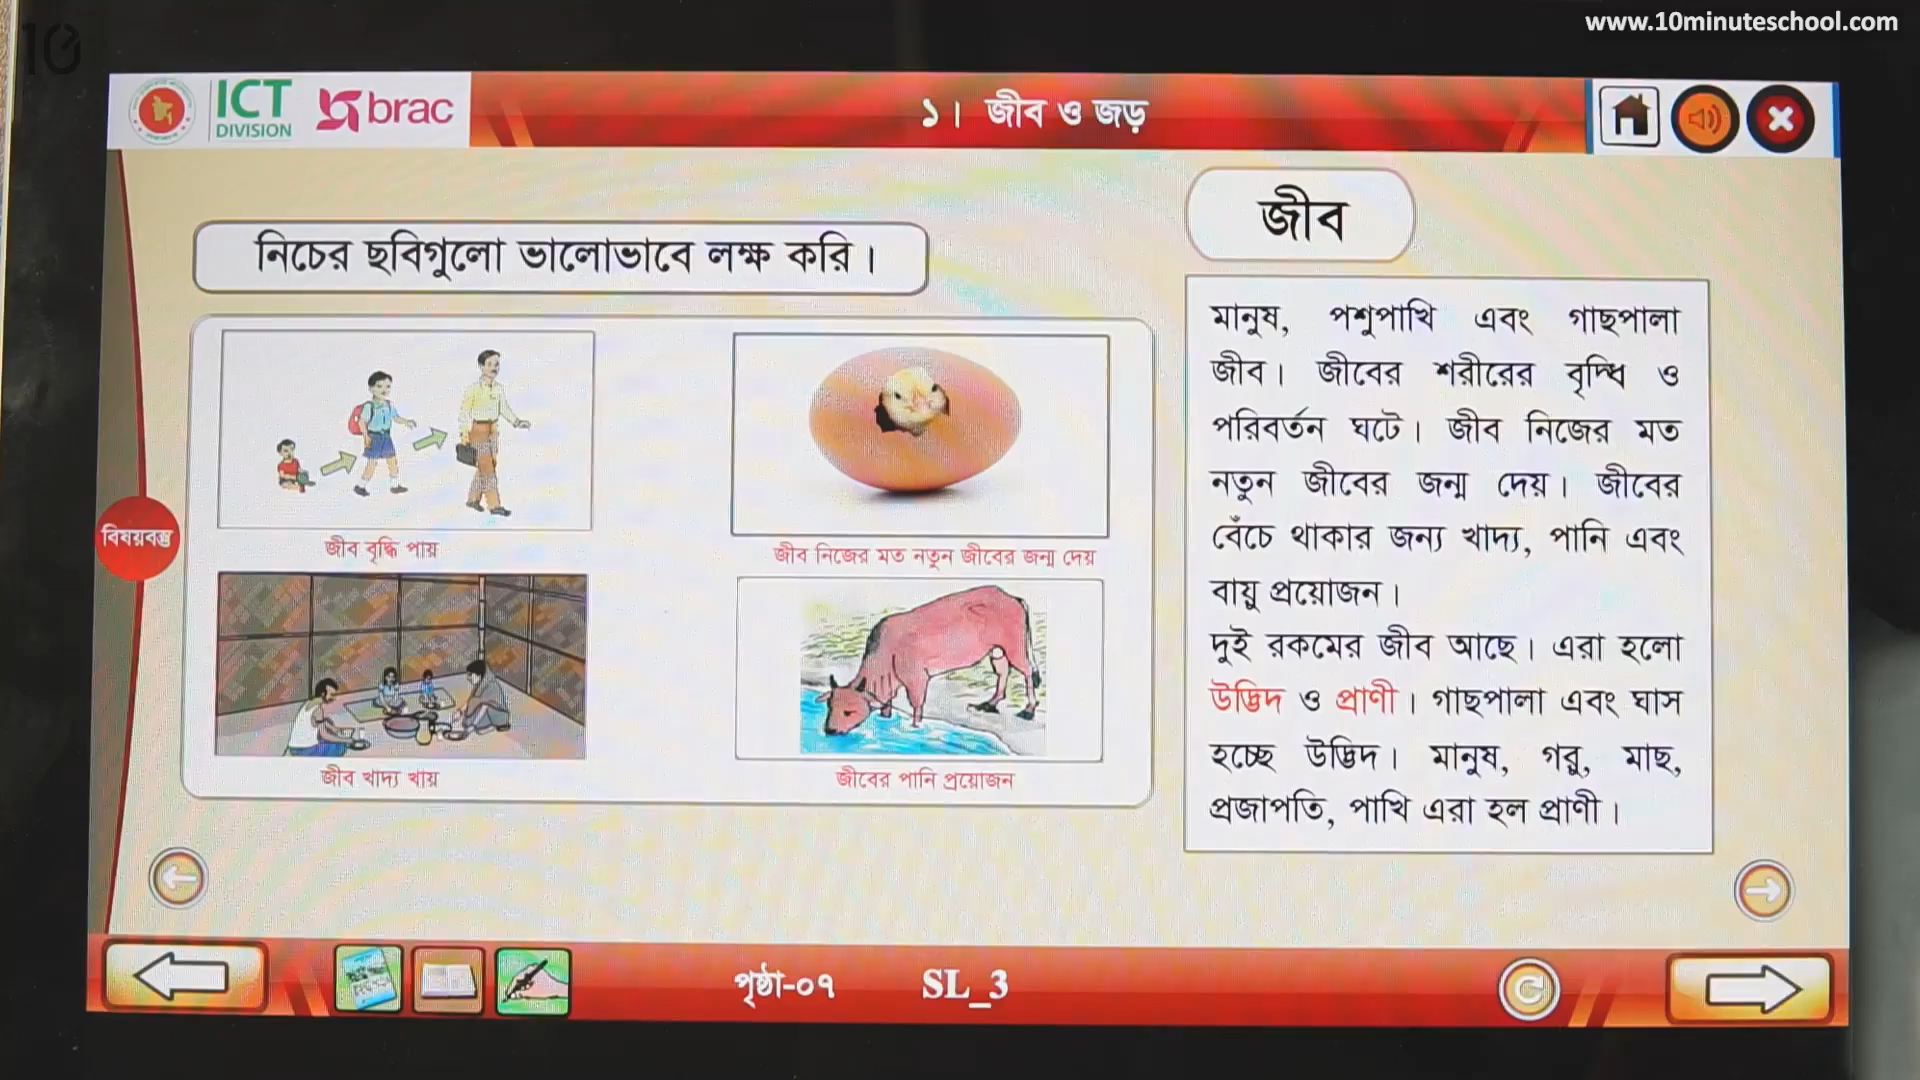 www.10minuteschool.com
10
ICT
DIVISION
brac
১। জীব ও জড়
জীব
নিচের ছবিগুলো ভালোভাবে লক্ষ করি।
জীব বৃদ্ধি পায়
জীব নিজের মত নতুন জীবের জন্ম দেয়
জীব খাদ্য খায়
জীবের পানি প্রয়োজন
বিষয়বস্তু
মানুষ, পশুপাখি এবং গাছপালা
জীব। জীবের শরীরের বৃদ্ধি ও
পরিবর্তন ঘটে। জীব নিজের মত
নতুন জীবের জন্ম দেয়। জীবের
বেঁচে থাকার জন্য খাদ্য, পানি এবং
বায়ু প্রয়োজন।
দুই রকমের জীব আছে। এরা হলো
উদ্ভিদ ও প্রাণী। গাছপালা এবং ঘাস
হচ্ছে উদ্ভিদ। মানুষ, গরু, মাছ,
প্রজাপতি, পাখি এরা হল প্রাণী।
পৃষ্ঠা-০৭
SL_3